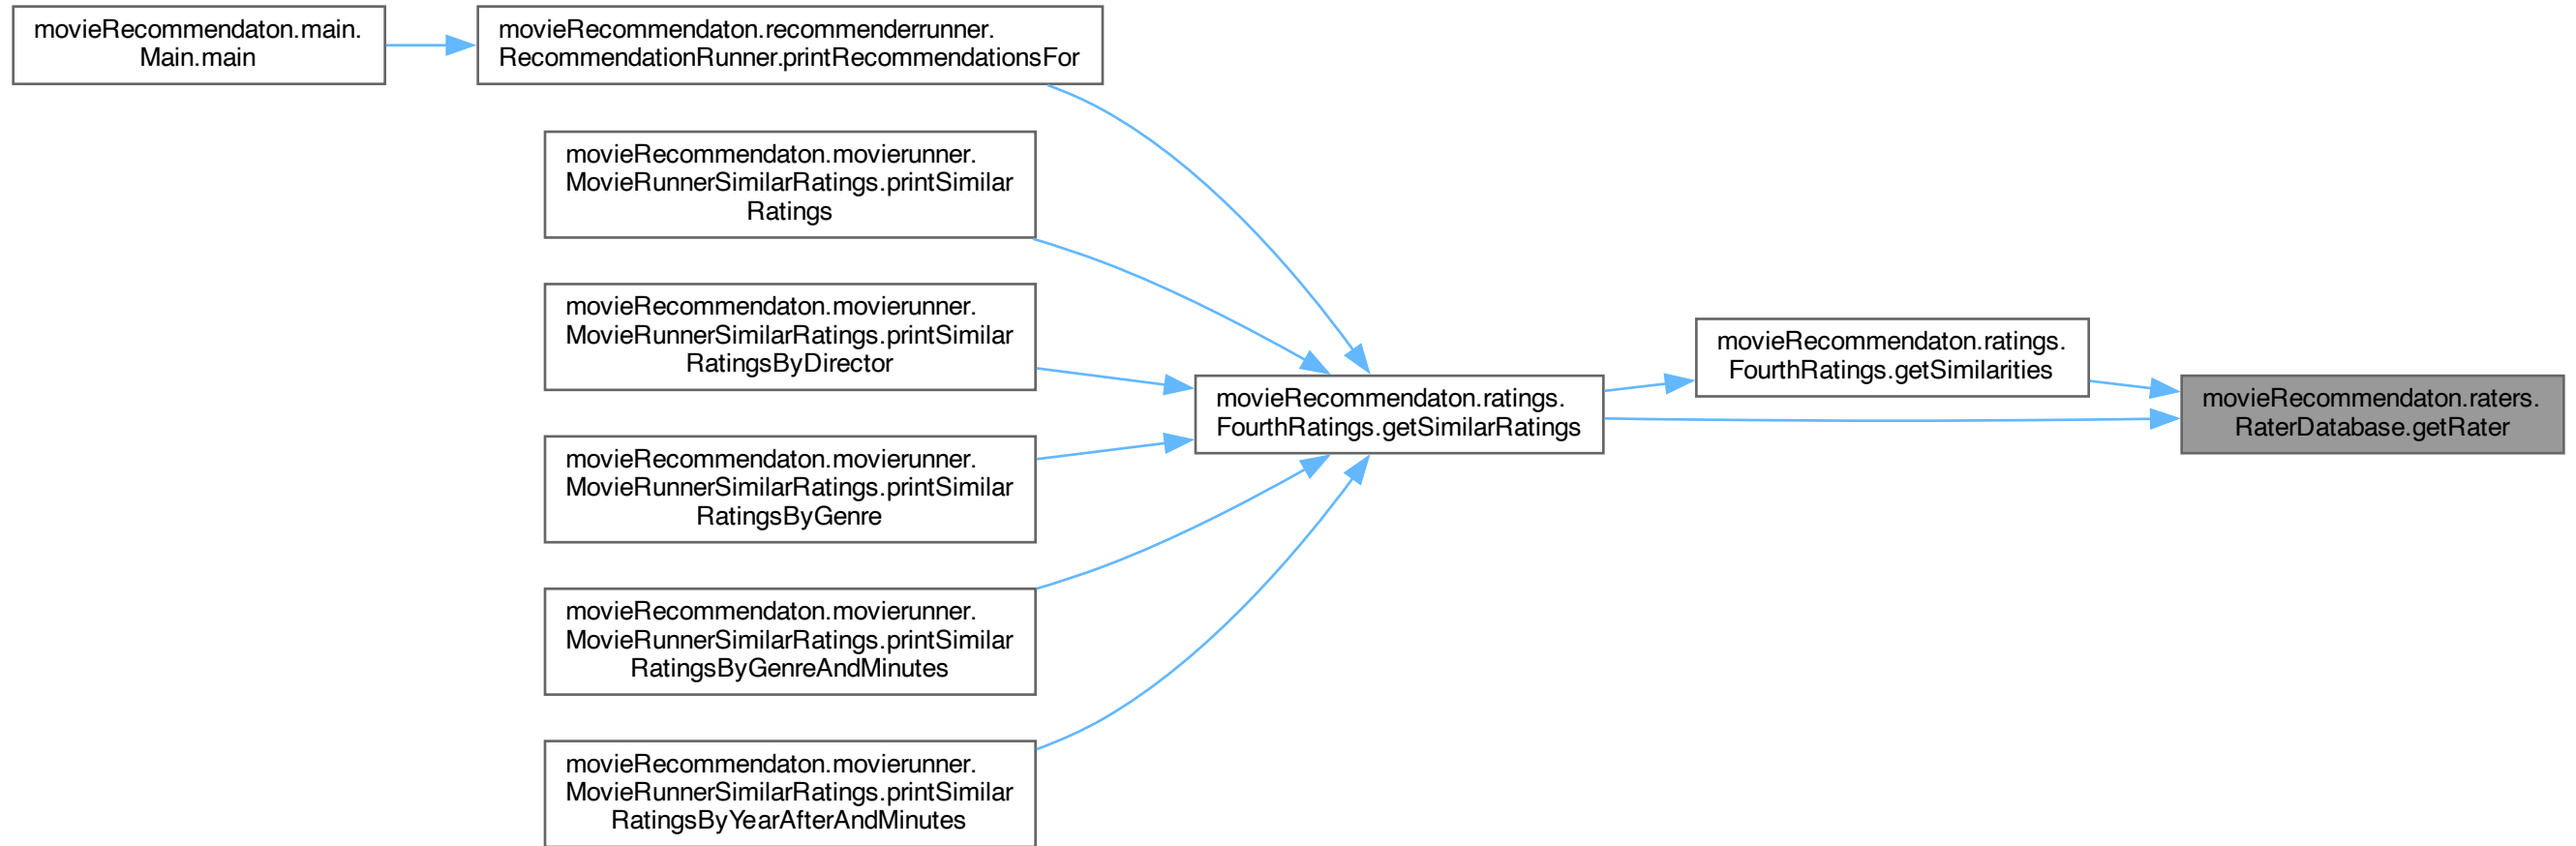 movieRecommendaton.main.
Main.main
movieRecommendaton.recommenderrunner.
RecommendationRunner.printRecommendationsFor
movieRecommendaton.movierunner.
MovieRunnerSimilarRatings.printSimilar
Ratings
movieRecommendaton.movierunner.
MovieRunnerSimilarRatings.printSimilar
RatingsByDirector
movieRecommendaton.movierunner.
MovieRunnerSimilarRatings.printSimilar
RatingsByGenre
movieRecommendaton.movierunner.
MovieRunnerSimilarRatings.printSimilar
RatingsByGenreAndMinutes
movieRecommendaton.movierunner.
MovieRunnerSimilarRatings.printSimilar
RatingsByYearAfterAndMinutes
movieRecommendaton.ratings.
FourthRatings.getSimilarRatings
movieRecommendaton.ratings.
FourthRatings.getSimilarities
movieRecommendaton.raters.
RaterDatabase.getRater